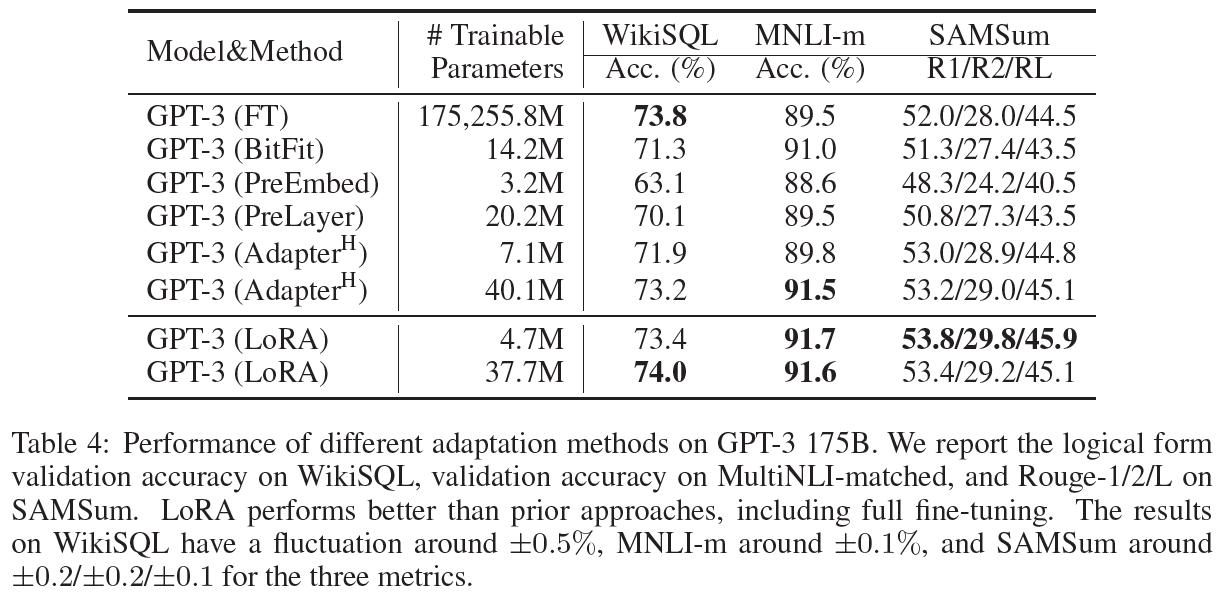 Model&Method # Trainable Parameters WikiSQL MNLI-m SAMSum
Acc. (%) Acc. (%) R1/R2/RL
GPT-3 (FT) 175,255.8M 73.8 89.5 52.0/28.0/44.5
GPT-3 (BitFit) 14.2M 71.3 91.0 51.3/27.4/43.5
GPT-3 (PreEmbed) 3.2M 63.1 88.6 48.3/24.2/40.5
GPT-3 (PreLayer) 20.2M 70.1 89.5 50.8/27.3/43.5
GPT-3 (Adapterᴴ) 7.1M 71.9 89.8 53.0/28.9/44.8
GPT-3 (Adapterᴴ) 40.1M 73.2 91.5 53.2/29.0/45.1
GPT-3 (LoRA) 4.7M 73.4 91.7 53.8/29.8/45.9
GPT-3 (LoRA) 37.7M 74.0 91.6 53.4/29.2/45.1
Table 4: Performance of different adaptation methods on GPT-3 175B. We report the logical form
validation accuracy on WikiSQL, validation accuracy on MultiNLI-matched, and Rouge-1/2/L on
SAMSum. LoRA performs better than prior approaches, including full fine-tuning. The results
on WikiSQL have a fluctuation around ±0.5%, MNLI-m around ±0.1%, and SAMSum around
±0.2/±0.2/±0.1 for the three metrics.